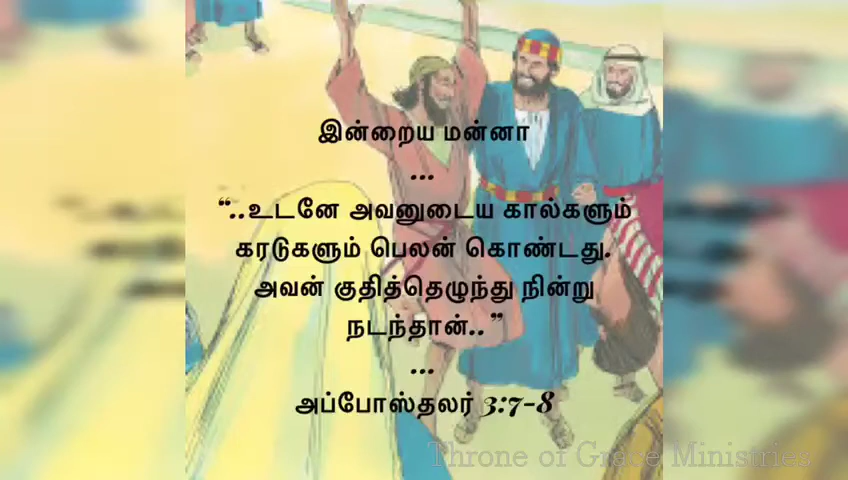 இன்றைய மன்னா
...
“..உடனே அவனுடைய கால்களும்
கரடுகளும் பெலன் கொண்டது.
அவன் குதித்தெழுந்து நின்று
நடந்தான்..”
...
அப்போஸ்தலர் 3:7-8
Throne of Grace Ministries